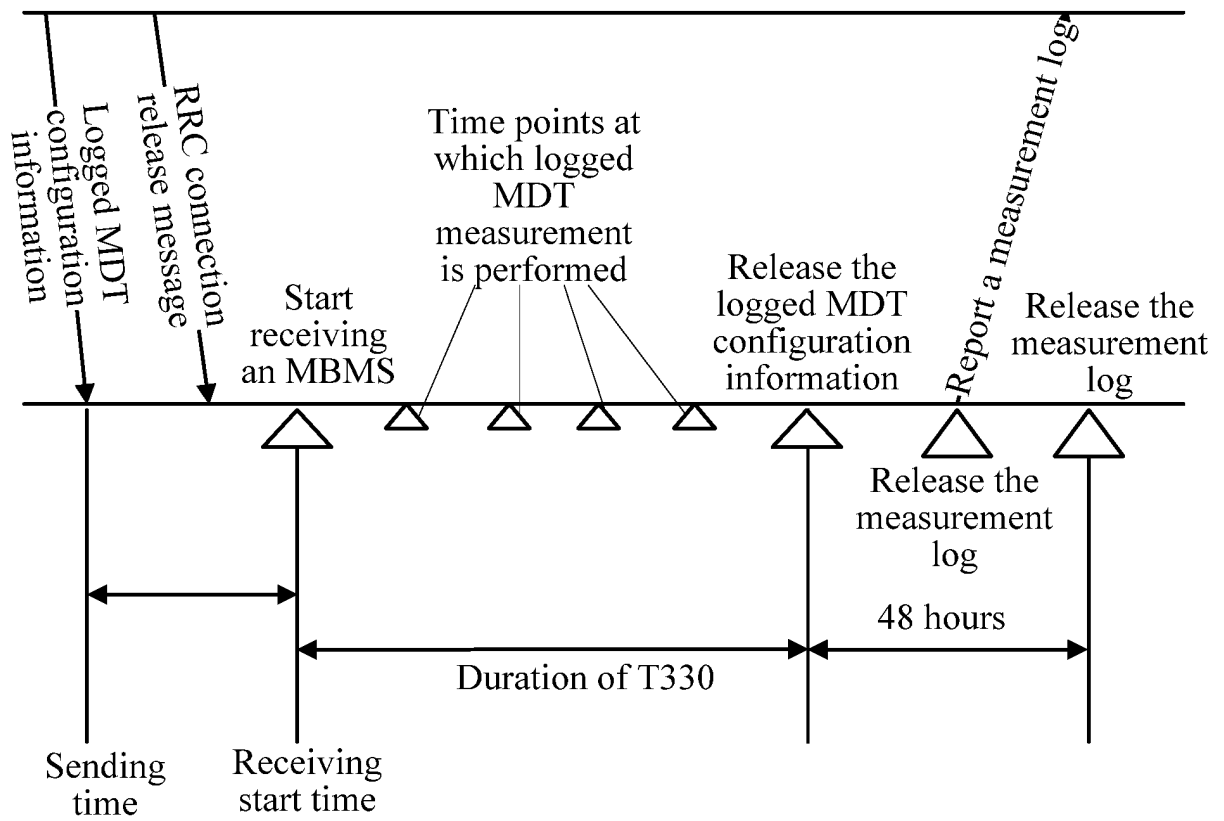 Logged MDT
configuration
information
RRC connection
release message
Time points at
which logged
MDT
measurement
is performed
Report a measurement log
Start
receiving
an MBMS
Release the
logged MDT
configuration
information
Release the
measurement
log
Release the
measurement
log
48 hours
Duration of T330
Sending
time
Receiving
start time